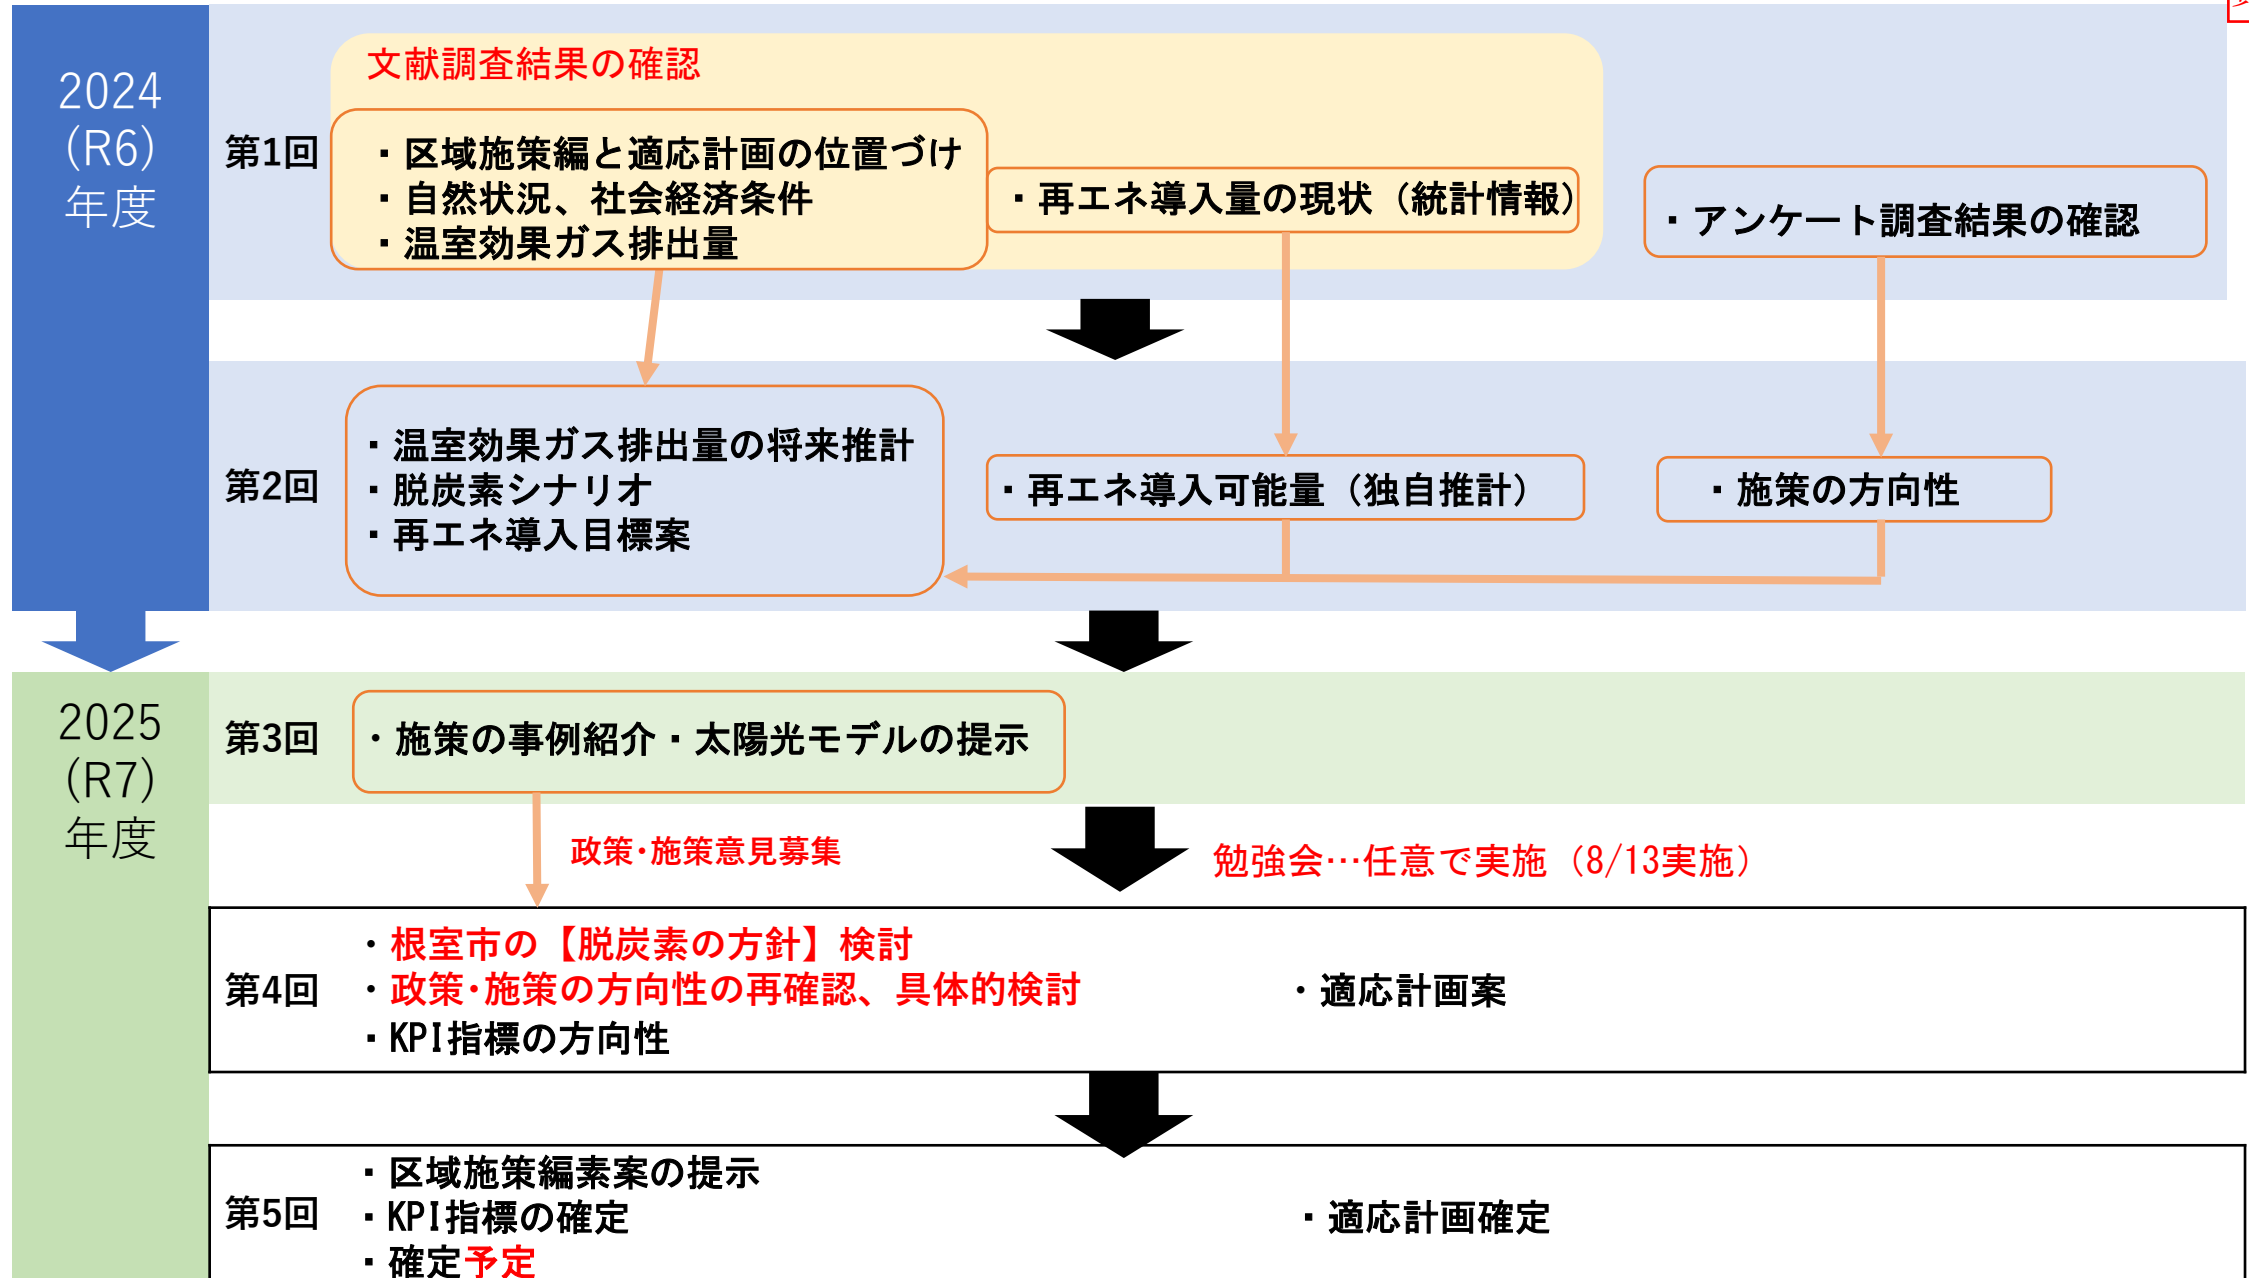 2024
(R6)
年度
第1回
文献調査結果の確認
・区域施策編と適応計画の位置づけ
・自然状況、社会経済条件
・温室効果ガス排出量
・再エネ導入量の現状（統計情報）
・アンケート調査結果の確認
第2回
・温室効果ガス排出量の将来推計
・脱炭素シナリオ
・再エネ導入目標案
・再エネ導入可能量（独自推計）
・施策の方向性
2025
(R7)
年度
第3回
・施策の事例紹介・太陽光モデルの提示
政策･施策意見募集
勉強会…任意で実施（8/13実施）
第4回
・根室市の【脱炭素の方針】検討
・政策･施策の方向性の再確認、具体的検討
・KPI指標の方向性
・適応計画案
第5回
・区域施策編素案の提示
・KPI指標の確定
・確定予定
・適応計画確定